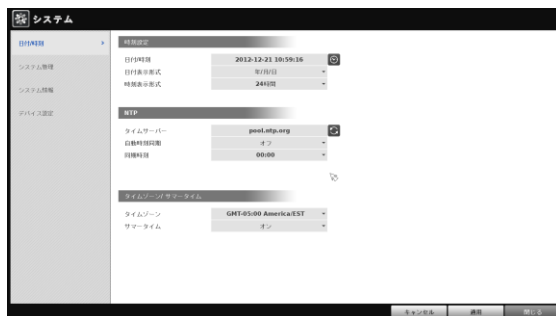 システム
日付/時刻
システム管理
システム情報
デバイス設定
時刻設定
日付/時刻 2012-12-21 10:59:16
日付表示形式 年/月/日
時刻表示形式 24時間
NTP
タイムサーバー pool.ntp.org
自動時刻同期 オフ
同期時刻 00:00
タイムゾーン/ サマータイム
タイムゾーン GMT-05:00 America/EST
サマータイム オン
キャンセル 適用 閉じる